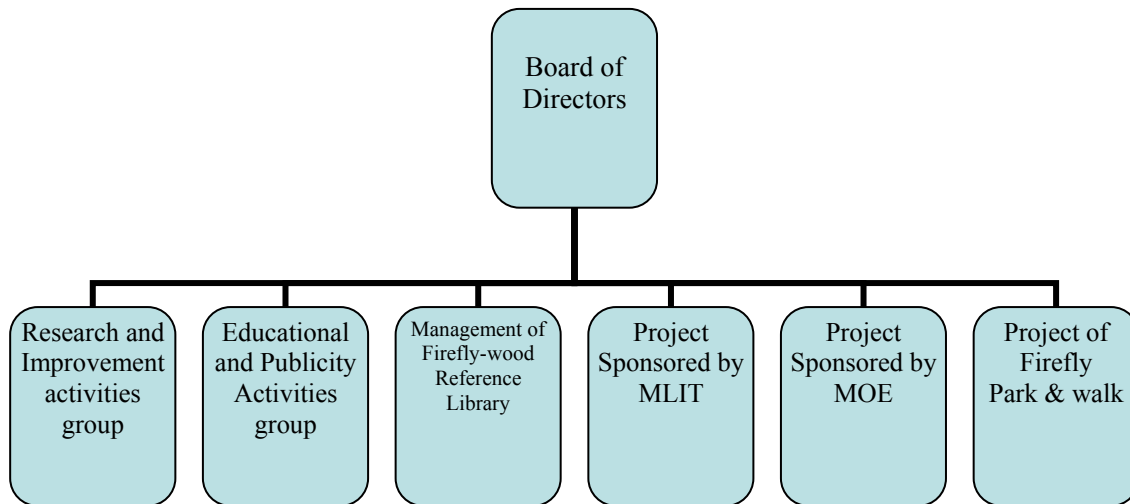 Board of
Directors
Research and
Improvement
activities
group
Educational
and Publicity
Activities
group
Management of
Firefly-wood
Reference
Library
Project
Sponsored by
MLIT
Project
Sponsored by
MOE
Project of
Firefly
Park & walk